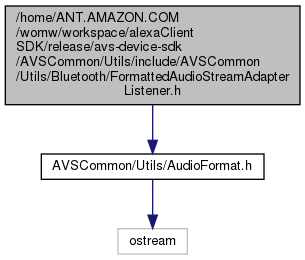 /home/ANT.AMAZON.COM
/womw/workspace/alexaClient
SDK/release/avs-device-sdk
/AVSCommon/Utils/include/AVSCommon
/Utils/Bluetooth/FormattedAudioStreamAdapter
Listener.h
AVSCommon/Utils/AudioFormat.h
ostream